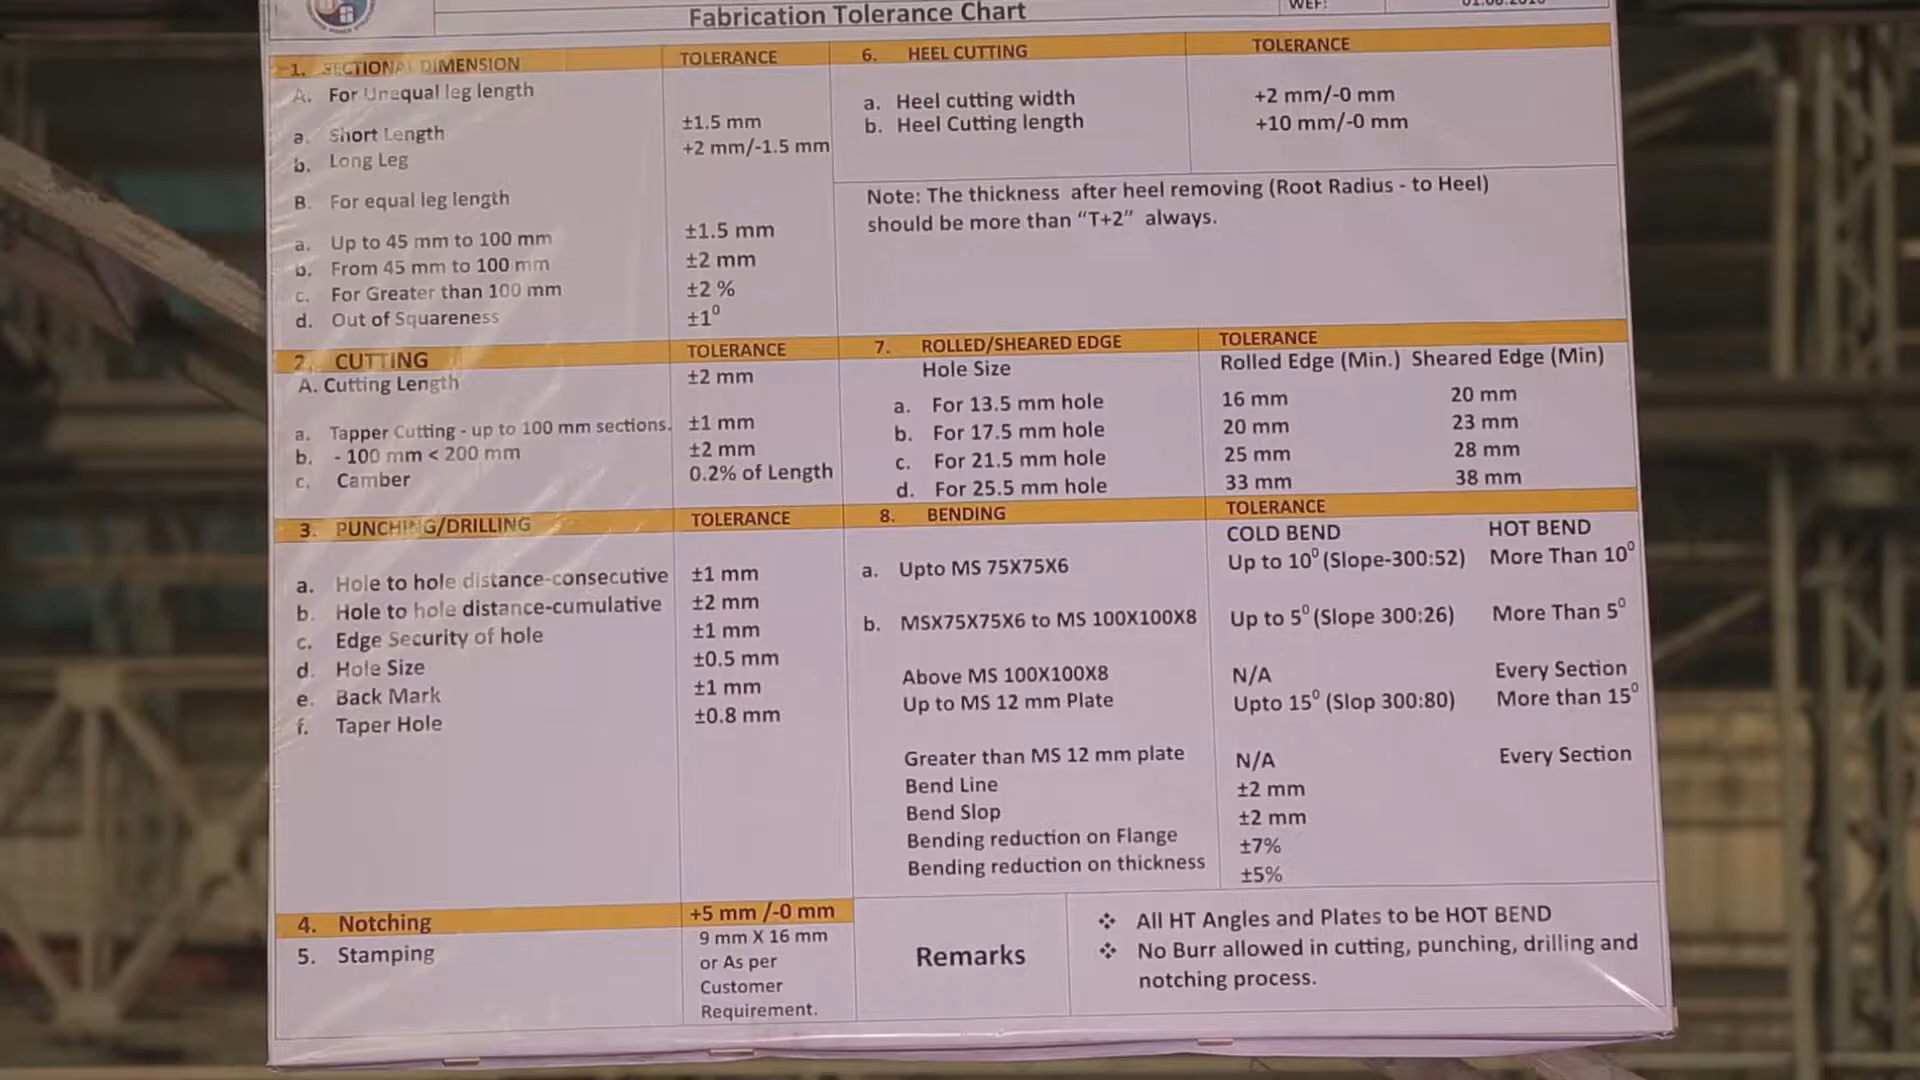 Fabrication Tolerance Chart
WEF:
1. SECTIONAL DIMENSION TOLERANCE
A. For Unequal leg length
a. Short Length ±1.5 mm
b. Long Leg +2 mm/-1.5 mm
B. For equal leg length
a. Up to 45 mm to 100 mm ±1.5 mm
b. From 45 mm to 100 mm ±2 mm
c. For Greater than 100 mm ±2 %
d. Out of Squareness ±1⁰
2. CUTTING TOLERANCE
A. Cutting Length ±2 mm
a. Tapper Cutting - up to 100 mm sections. ±1 mm
b. - 100 mm < 200 mm ±2 mm
c. Camber 0.2% of Length
3. PUNCHING/DRILLING TOLERANCE
a. Hole to hole distance-consecutive ±1 mm
b. Hole to hole distance-cumulative ±2 mm
c. Edge Security of hole ±1 mm
d. Hole Size ±0.5 mm
e. Back Mark ±1 mm
f. Taper Hole ±0.8 mm
4. Notching +5 mm /-0 mm
5. Stamping 9 mm X 16 mm
or As per
Customer
Requirement.
6. HEEL CUTTING TOLERANCE
a. Heel cutting width +2 mm/-0 mm
b. Heel Cutting length +10 mm/-0 mm
Note: The thickness after heel removing (Root Radius - to Heel)
should be more than “T+2” always.
7. ROLLED/SHEARED EDGE TOLERANCE
Hole Size Rolled Edge (Min.) Sheared Edge (Min)
a. For 13.5 mm hole 16 mm 20 mm
b. For 17.5 mm hole 20 mm 23 mm
c. For 21.5 mm hole 25 mm 28 mm
d. For 25.5 mm hole 33 mm 38 mm
8. BENDING TOLERANCE
COLD BEND HOT BEND
a. Upto MS 75X75X6 Up to 10⁰ (Slope-300:52) More Than 10⁰
b. MSX75X75X6 to MS 100X100X8 Up to 5⁰ (Slope 300:26) More Than 5⁰
Above MS 100X100X8 N/A Every Section
Up to MS 12 mm Plate Upto 15⁰ (Slop 300:80) More than 15⁰
Greater than MS 12 mm plate N/A Every Section
Bend Line ±2 mm
Bend Slop ±2 mm
Bending reduction on Flange ±7%
Bending reduction on thickness ±5%
Remarks
❖ All HT Angles and Plates to be HOT BEND
❖ No Burr allowed in cutting, punching, drilling and
notching process.